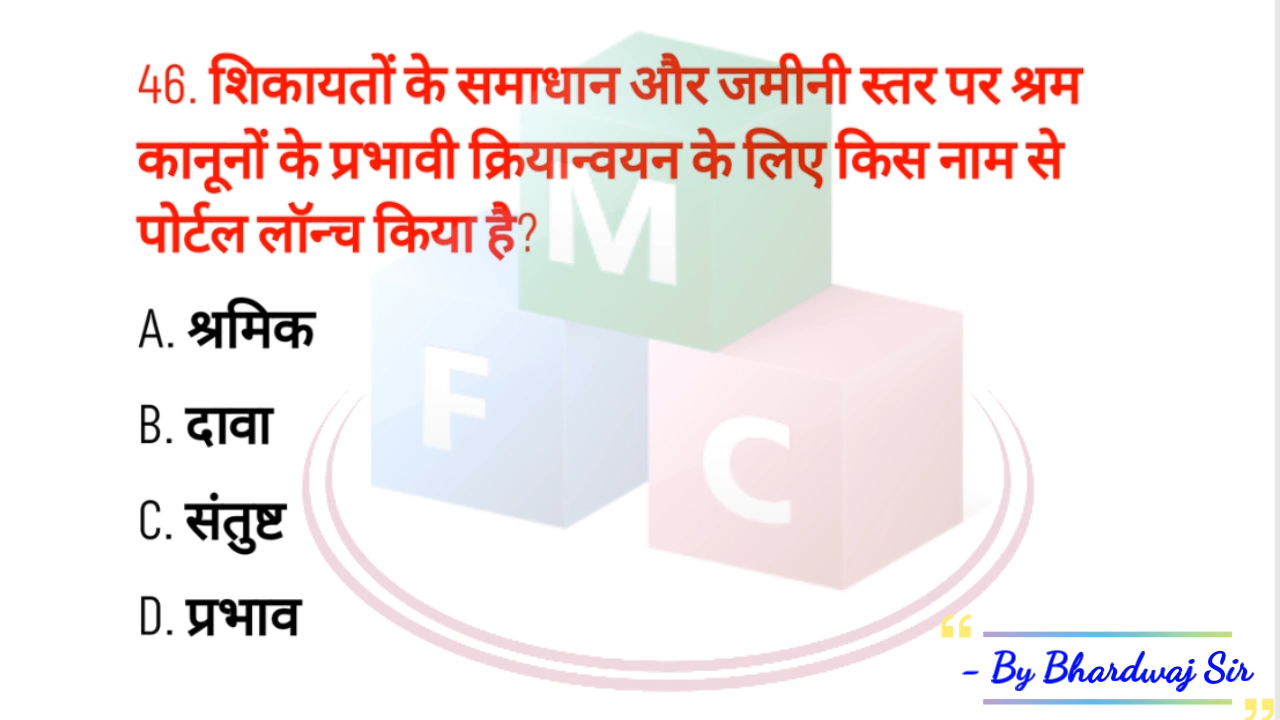 46. शिकायतों के समाधान और जमीनी स्तर पर श्रम
कानूनों के प्रभावी क्रियान्वयन के लिए किस नाम से
पोर्टल लॉन्च किया है?
A. श्रमिक
B. दावा
C. संतुष्ट
D. प्रभाव
M
F
C
“
- By Bhardwaj Sir
”